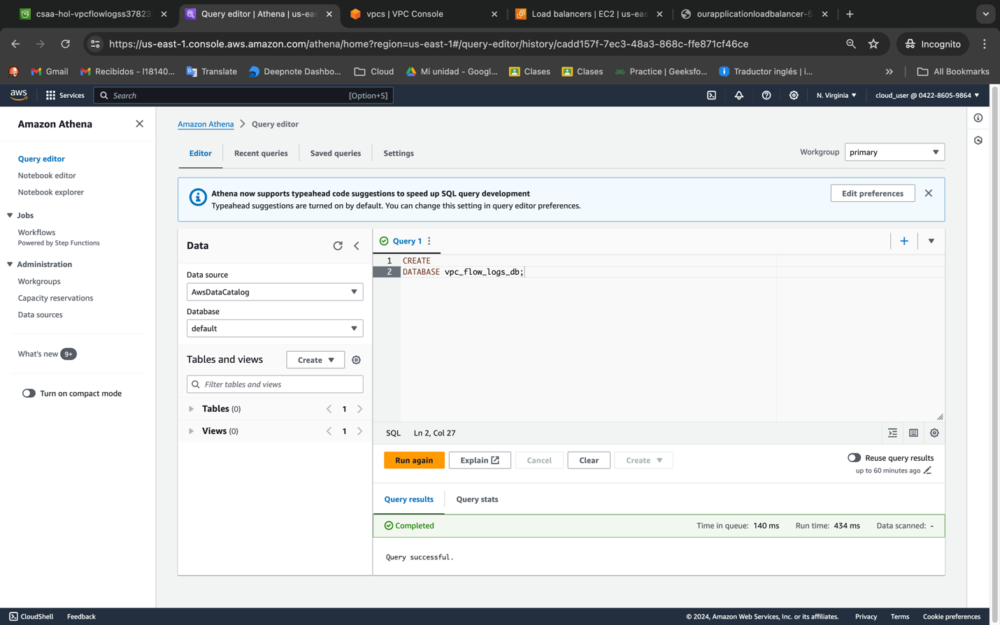 csaa-hol-vpcflowlogss37823
Query editor | Athena | us-eas
vpcs | VPC Console
Load balancers | EC2 | us-eas
ourapplicationloadbalancer-5
https://us-east-1.console.aws.amazon.com/athena/home?region=us-east-1#/query-editor/history/cadd157f-7ec3-48a3-868c-ffe871cf46ce
Incognito
Gmail
Recibidos - l18140...
Translate
Deepnote Dashbo...
Cloud
Mi unidad - Googl...
Clases
Clases
Practice | Geeksfo...
Traductor inglés | i...
All Bookmarks
aws
Services
Search
[Option+S]
N. Virginia
cloud_user @ 0422-8605-9864
Amazon Athena
Query editor
Notebook editor
Notebook explorer
Jobs
Workflows
Powered by Step Functions
Administration
Workgroups
Capacity reservations
Data sources
What's new 9+
Turn on compact mode
Amazon Athena > Query editor
Editor
Recent queries
Saved queries
Settings
Workgroup
primary
Athena now supports typeahead code suggestions to speed up SQL query development
Typeahead suggestions are turned on by default. You can change this setting in query editor preferences.
Edit preferences
Data
Data source
AwsDataCatalog
Database
default
Tables and views
Create
Filter tables and views
Tables (0)
1
Views (0)
1
Query 1
1 CREATE
2 DATABASE vpc_flow_logs_db;
SQL
Ln 2, Col 27
Run again
Explain
Cancel
Clear
Create
Reuse query results
up to 60 minutes ago
Query results
Query stats
Completed
Time in queue: 140 ms
Run time: 434 ms
Data scanned: -
Query successful.
CloudShell
Feedback
© 2024, Amazon Web Services, Inc. or its affiliates.
Privacy
Terms
Cookie preferences